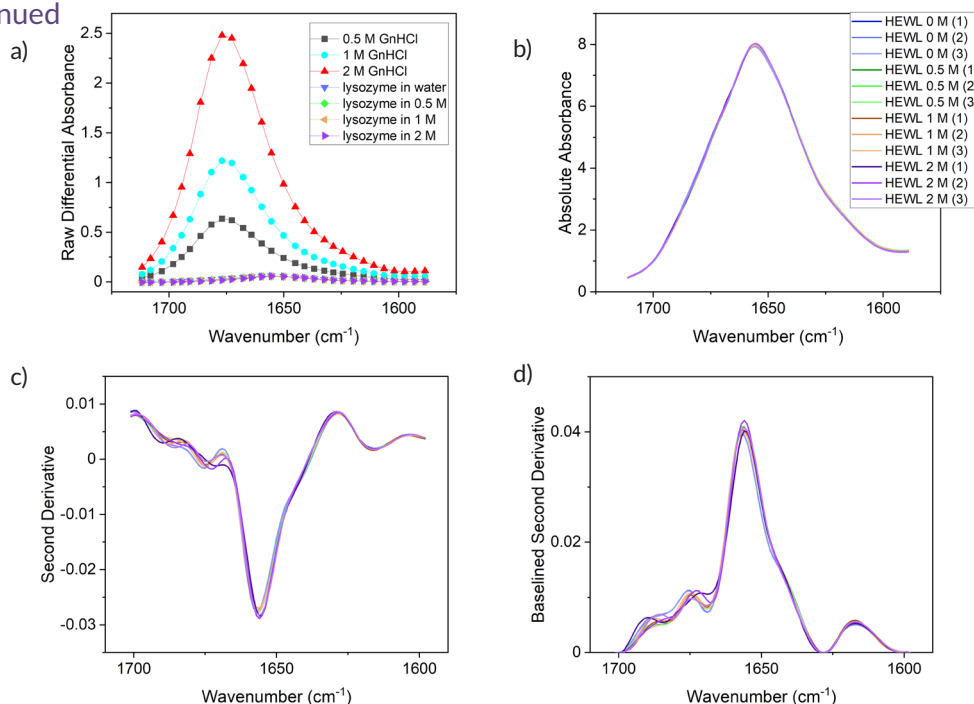 nued
a)
2.5
2.0
1.5
1.0
0.5
0
1700
1650
1600
Raw Differential Absorbance
Wavenumber (cm⁻¹)
0.5 M GnHCl
1 M GnHCl
2 M GnHCl
lysozyme in water
lysozyme in 0.5 M
lysozyme in 1 M
lysozyme in 2 M
b)
8
6
4
2
0
1700
1650
1600
Absolute Absorbance
Wavenumber (cm⁻¹)
HEWL 0 M (1)
HEWL 0 M (2)
HEWL 0 M (3)
HEWL 0.5 M (1
HEWL 0.5 M (2
HEWL 0.5 M (3
HEWL 1 M (1)
HEWL 1 M (2)
HEWL 1 M (3)
HEWL 2 M (1)
HEWL 2 M (2)
HEWL 2 M (3)
c)
0.01
0
-0.01
-0.02
-0.03
1700
1650
1600
Second Derivative
Wavenumber (cm⁻¹)
d)
0.04
0.02
0
1700
1650
1600
Baselined Second Derivative
Wavenumber (cm⁻¹)